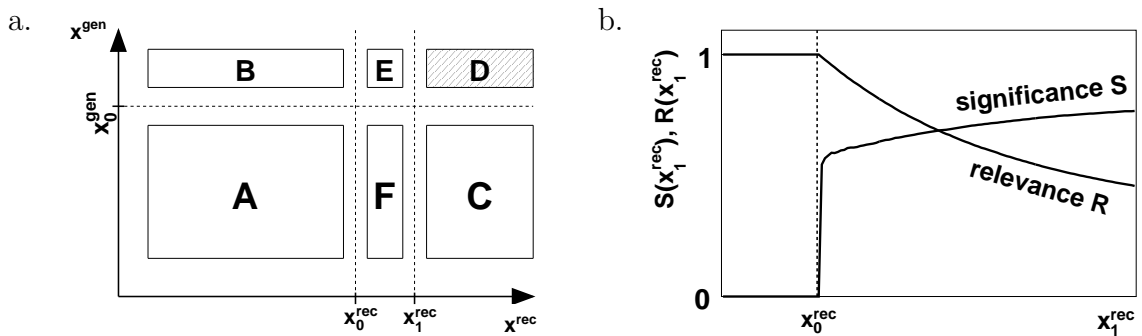 a.
x^gen
B
E
D
x_0^gen
A
F
C
x_0^rec
x_1^rec
x^rec
b.
S(x_1^rec), R(x_1^rec)
1
significance S
relevance R
0
x_0^rec
x_1^rec